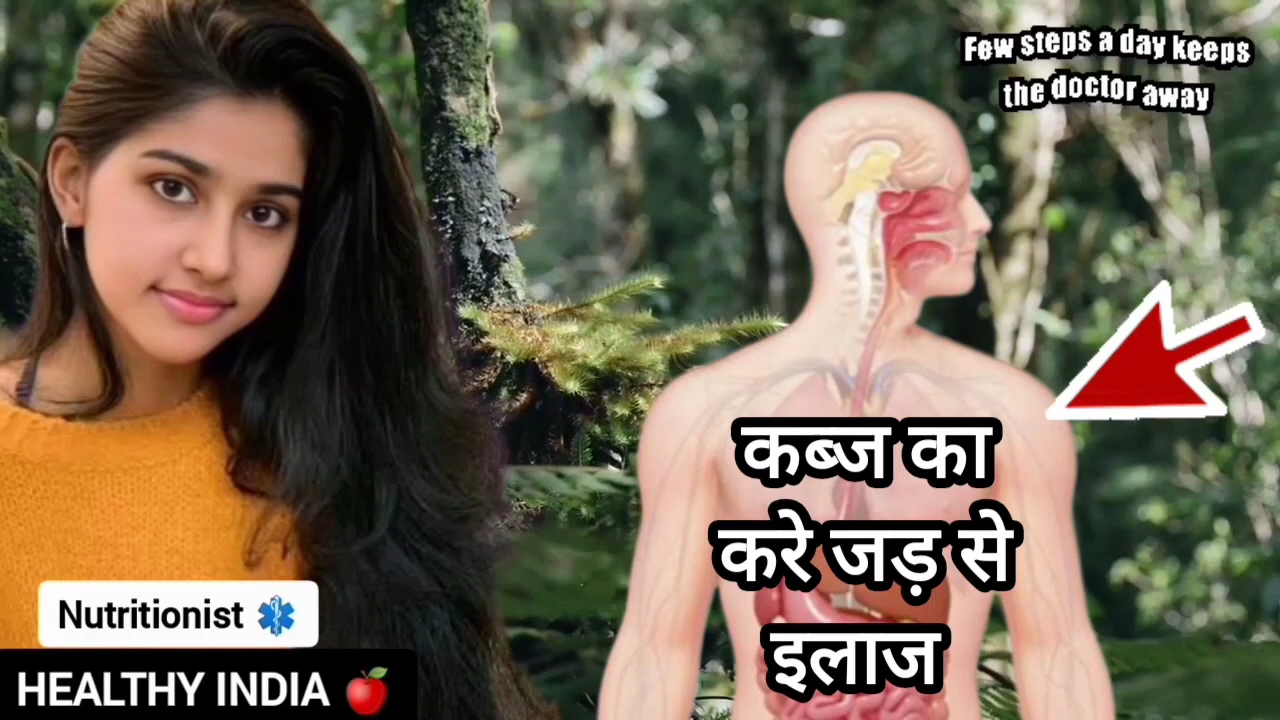 Few steps a day keeps
the doctor away
कब्ज का
करे जड़ से
इलाज
Nutritionist
HEALTHY INDIA